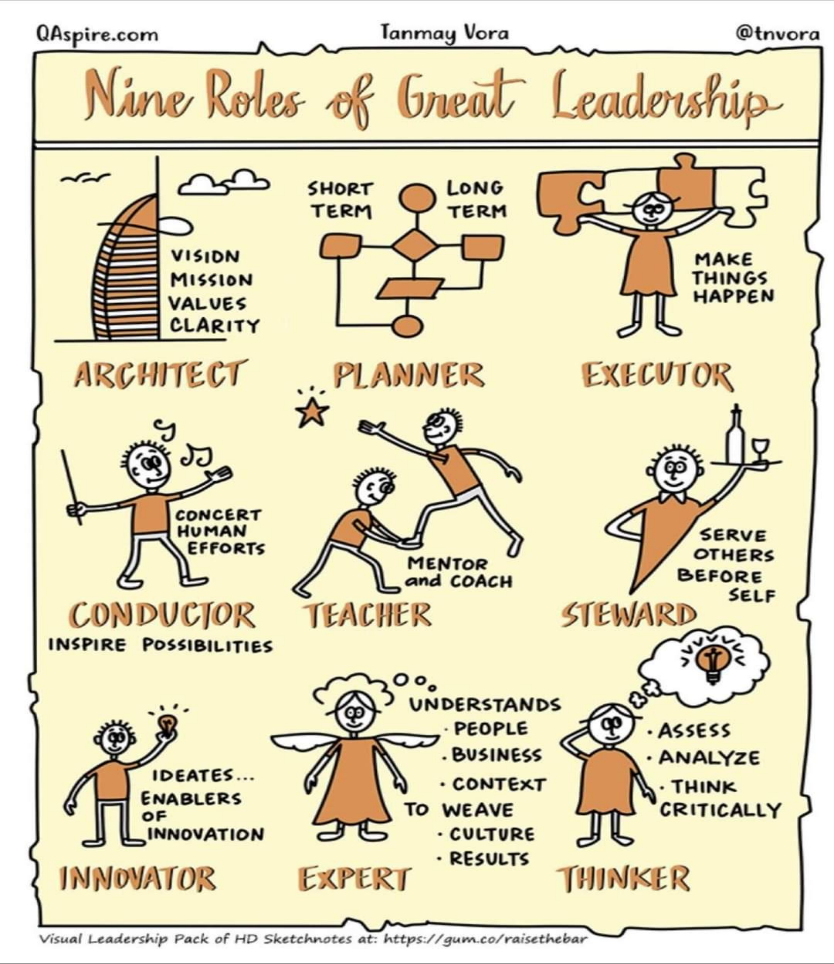 QAspire.com
Tanmay Vora
@tnvora
Nine Roles of Great Leadership
VISION
MISSION
VALUES
CLARITY
ARCHITECT
SHORT
TERM
LONG
TERM
PLANNER
MAKE
THINGS
HAPPEN
EXECUTOR
CONCERT
HUMAN
EFFORTS
CONDUCTOR
INSPIRE POSSIBILITIES
MENTOR
and COACH
TEACHER
SERVE
OTHERS
BEFORE
SELF
STEWARD
IDEATES...
ENABLERS
OF
INNOVATION
INNOVATOR
UNDERSTANDS
· PEOPLE
· BUSINESS
· CONTEXT
TO WEAVE
· CULTURE
· RESULTS
EXPERT
· ASSESS
· ANALYZE
· THINK
CRITICALLY
THINKER
Visual Leadership Pack of HD Sketchnotes at: https://gum.co/raisethebar